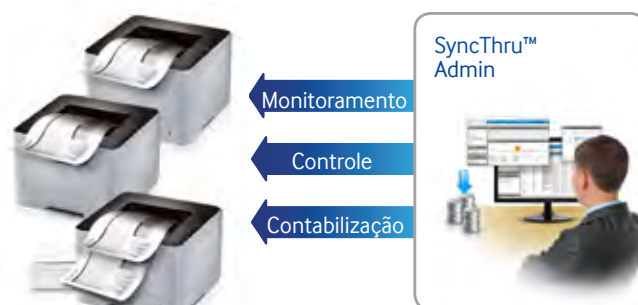 SyncThru™
Admin
Monitoramento
Controle
Contabilização